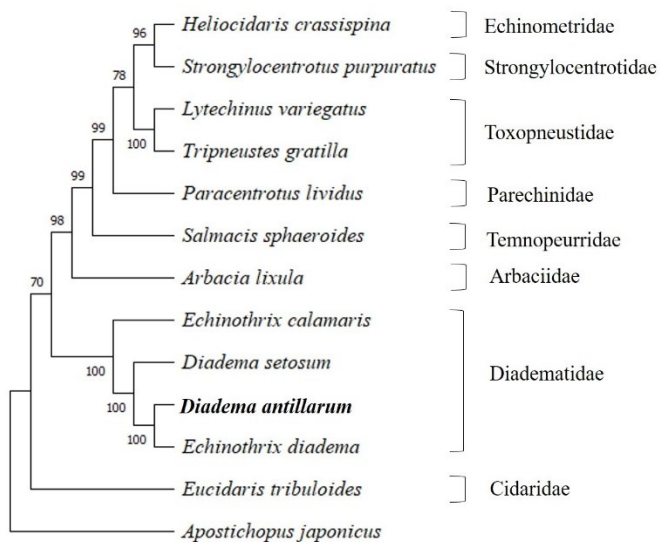 96
Heliocidaris crassispina
Echinometridae
78
Strongylocentrotus purpuratus
Strongylocentrotidae
99
Lytechinus variegatus
100
Toxopneustidae
Tripneustes gratilla
99
Paracentrotus lividus
Parechinidae
98
Salmacis sphaeroides
Temnopeurridae
70
Arbacia lixula
Arbaciidae
Echinothrix calamaris
100
Diadema setosum
Diadematidae
100
Diadema antillarum
100
Echinothrix diadema
Eucidaris tribuloides
Cidaridae
Apostichopus japonicus